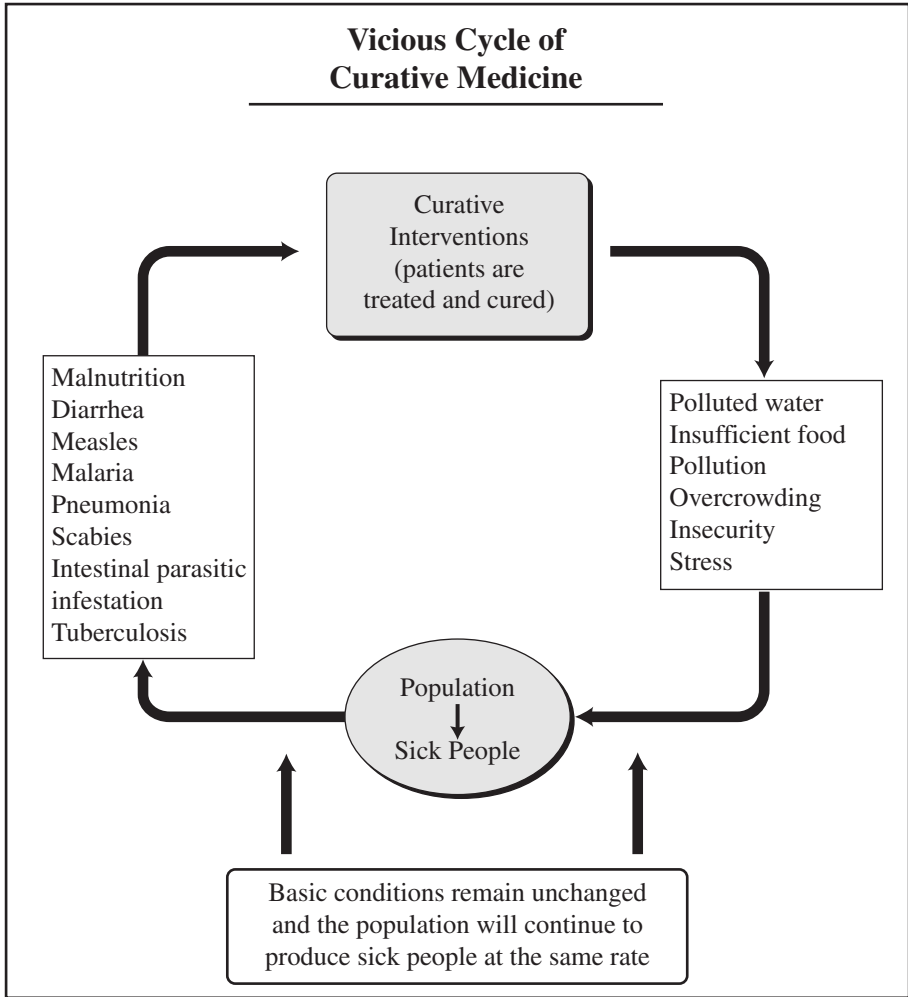 Vicious Cycle of
Curative Medicine
Curative
Interventions
(patients are
treated and cured)
Malnutrition
Diarrhea
Measles
Malaria
Pneumonia
Scabies
Intestinal parasitic
infestation
Tuberculosis
Polluted water
Insufficient food
Pollution
Overcrowding
Insecurity
Stress
Population
Sick People
Basic conditions remain unchanged
and the population will continue to
produce sick people at the same rate